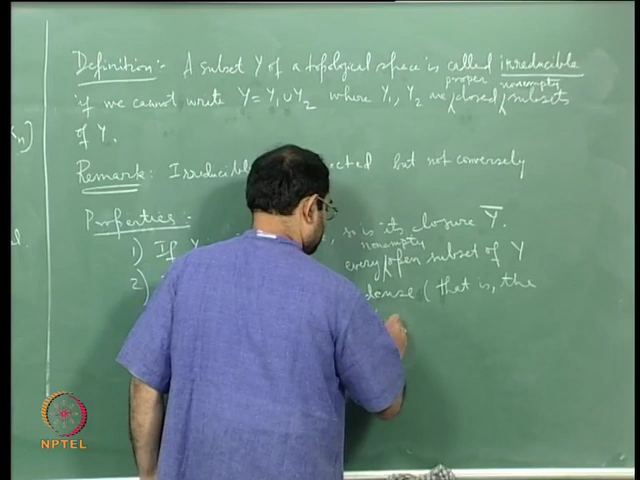 Definition:- A subset Y of a topological space is called irreducible
if we cannot write Y = Y₁ ∪ Y₂ where Y₁, Y₂ are proper closed nonempty subsets
of Y.
Remark: but not conversely
Properties:-
1) If so is its closure Y̅.
2) every nonempty open subset of Y
dense (that is, the
NPTEL